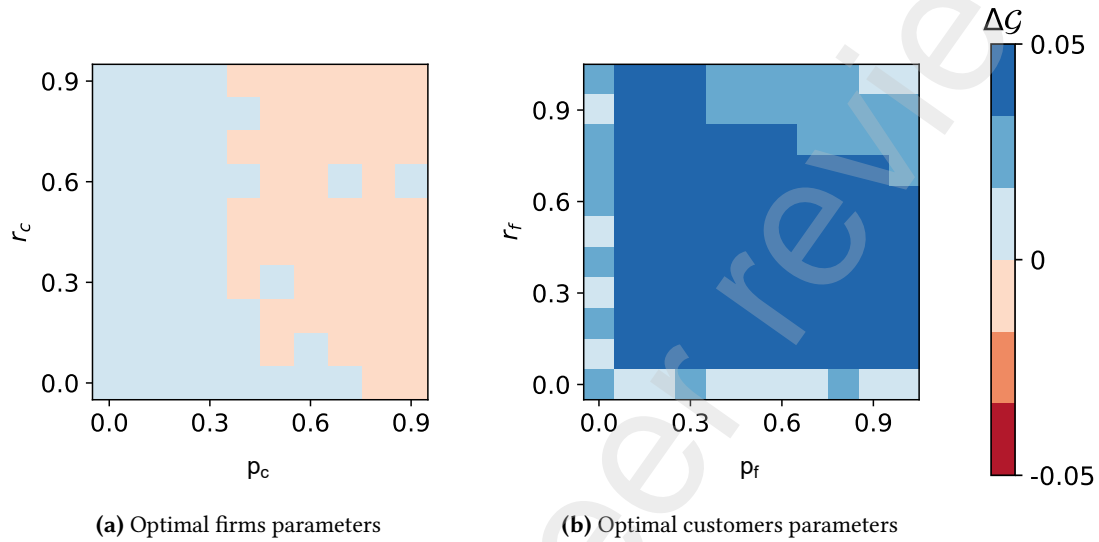 ΔG
0.05
0
-0.05
0.9
0.6
0.3
0.0
r_c
0.0 0.3 0.6 0.9
p_c
(a) Optimal firms parameters
0.9
0.6
0.3
0.0
r_f
0.0 0.3 0.6 0.9
p_f
(b) Optimal customers parameters
eer review